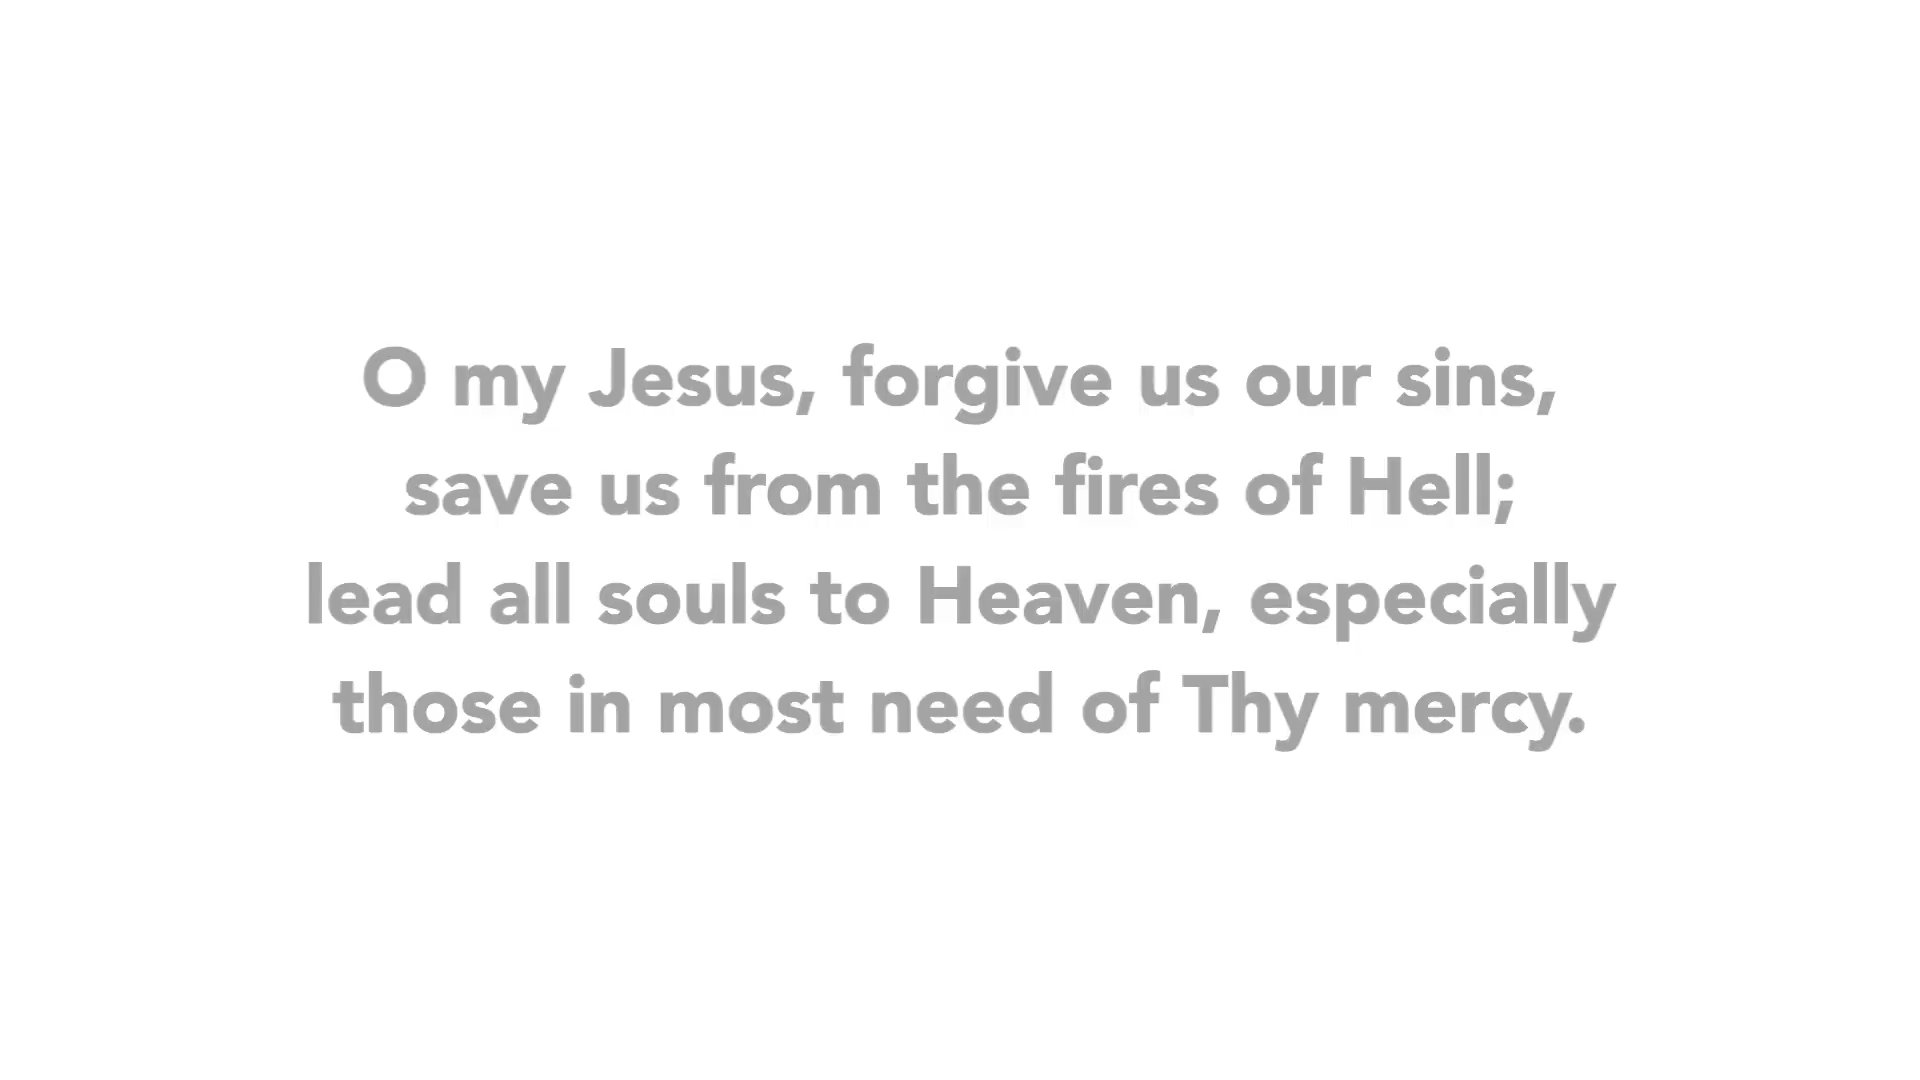 O my Jesus, forgive us our sins,
save us from the fires of Hell;
lead all souls to Heaven, especially
those in most need of Thy mercy.